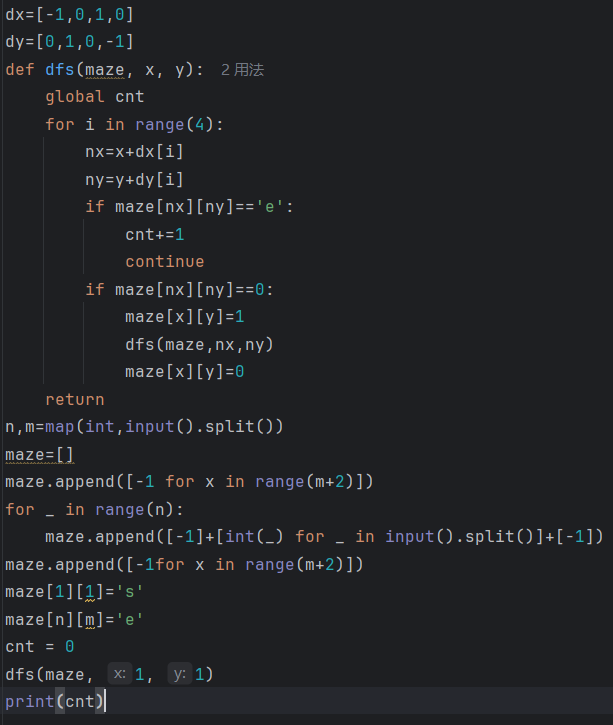 dx=[-1,0,1,0]
dy=[0,1,0,-1]
def dfs(maze, x, y):  2 用法
    global cnt
    for i in range(4):
        nx=x+dx[i]
        ny=y+dy[i]
        if maze[nx][ny]=='e':
            cnt+=1
            continue
        if maze[nx][ny]==0:
            maze[x][y]=1
            dfs(maze,nx,ny)
            maze[x][y]=0
    return
n,m=map(int,input().split())
maze=[]
maze.append([-1 for x in range(m+2)])
for _ in range(n):
    maze.append([-1]+[int(_) for _ in input().split()]+[-1])
maze.append([-1for x in range(m+2)])
maze[1][1]='s'
maze[n][m]='e'
cnt = 0
dfs(maze, x: 1, y: 1)
print(cnt)